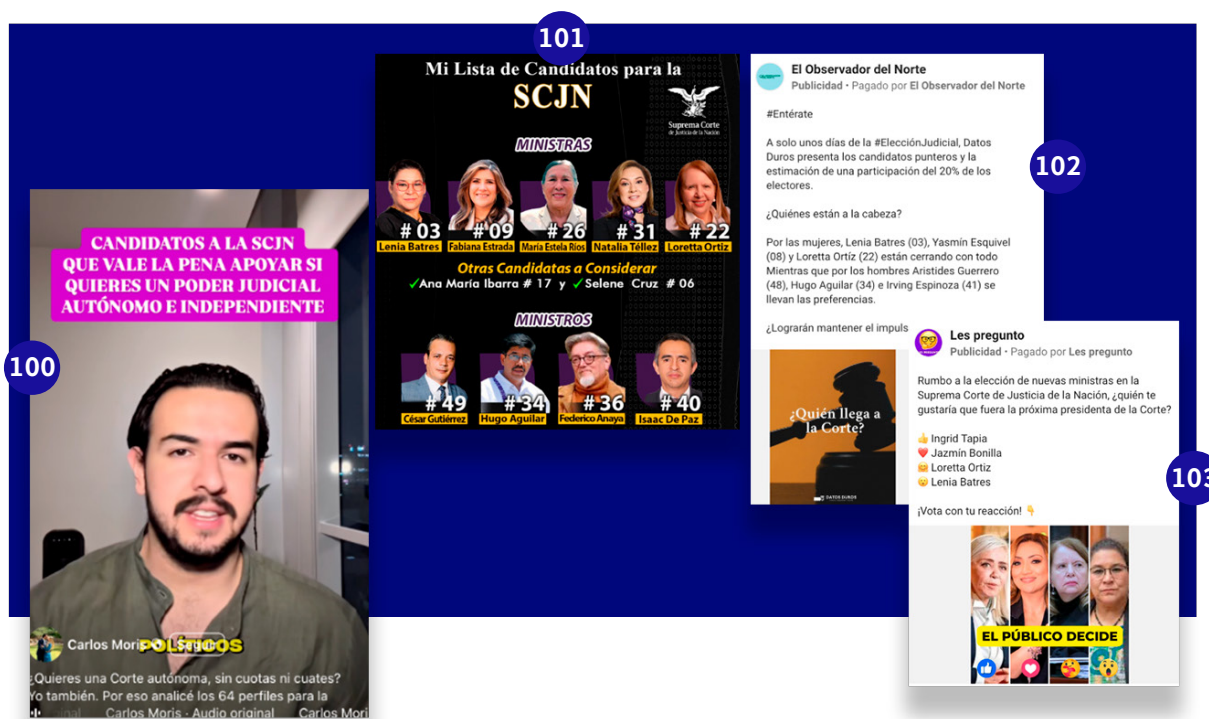 100
CANDIDATOS A LA SCJN
QUE VALE LA PENA APOYAR SI
QUIERES UN PODER JUDICIAL
AUTÓNOMO E INDEPENDIENTE
POLÍTICOS
Carlos Moris Seguir
¿Quieres una Corte autónoma, sin cuotas ni cuates?
Yo también. Por eso analicé los 64 perfiles para la
Carlos Moris · Audio original
Carlos Mori
101
Mi Lista de Candidatos para la
SCJN
Suprema Corte
de Justicia de la Nación
MINISTRAS
# 03 #09 # 26 # 31 # 22
Lenia Batres Fabiana Estrada María Estela Ríos Natalia Téllez Loretta Ortiz
Otras Candidatas a Considerar
✓Ana María Ibarra # 17 y ✓Selene Cruz # 06
MINISTROS
# 49 # 34 # 36 # 40
César Gutiérrez Hugo Aguilar Federico Anaya Isaac De Paz
102
El Observador del Norte
Publicidad · Pagado por El Observador del Norte
#Entérate
A solo unos días de la #ElecciónJudicial, Datos
Duros presenta los candidatos punteros y la
estimación de una participación del 20% de los
electores.
¿Quiénes están a la cabeza?
Por las mujeres, Lenia Batres (03), Yasmín Esquivel
(08) y Loretta Ortíz (22) están cerrando con todo
Mientras que por los hombres Aristides Guerrero
(48), Hugo Aguilar (34) e Irving Espinoza (41) se
llevan las preferencias.
¿Lograrán mantener el impuls
¿Quién llega a
la Corte?
DATOS DUROS
103
Les pregunto
Publicidad · Pagado por Les pregunto
Rumbo a la elección de nuevas ministras en la
Suprema Corte de Justicia de la Nación, ¿quién te
gustaría que fuera la próxima presidenta de la Corte?
👍 Ingrid Tapia
❤️ Jazmín Bonilla
🤗 Loretta Ortiz
😮 Lenia Batres
¡Vota con tu reacción! 👇
EL PÚBLICO DECIDE